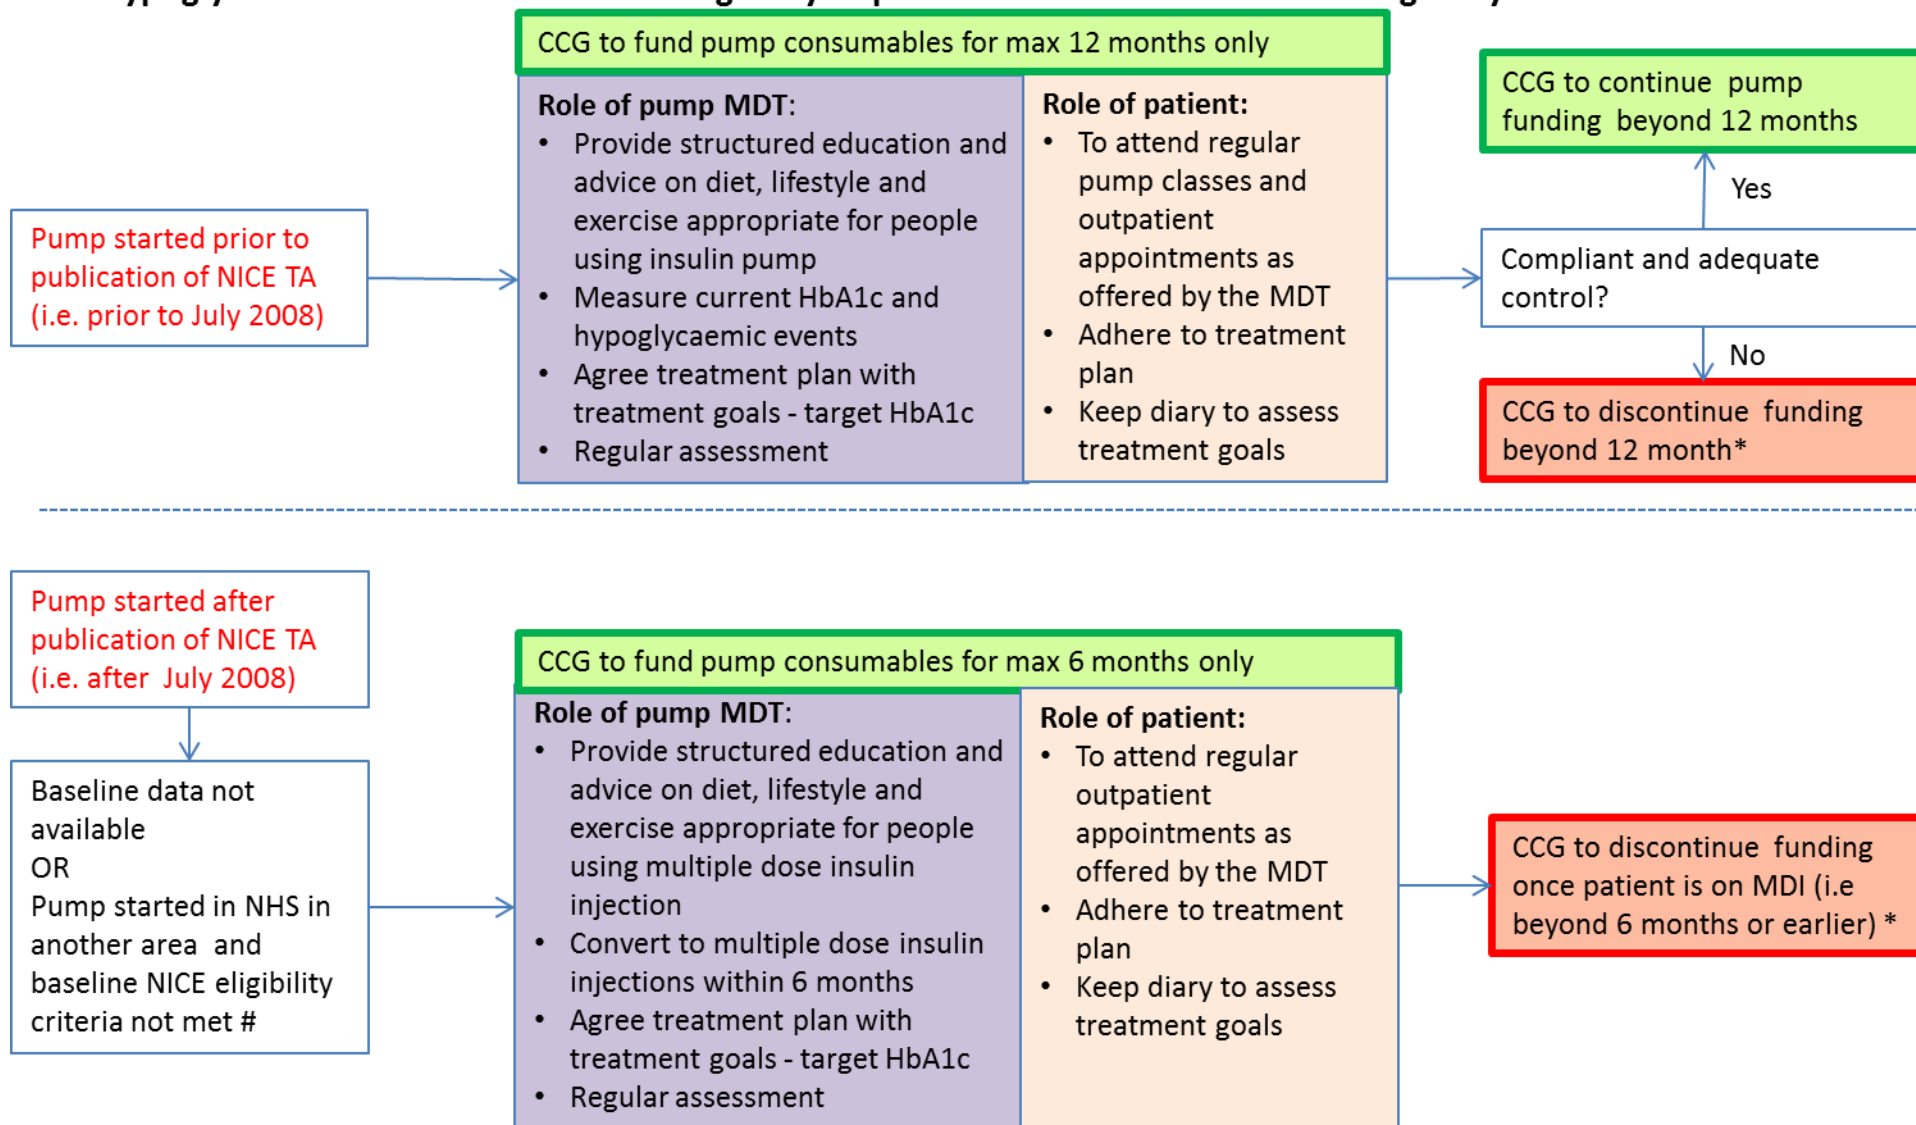 CCG to fund pump consumables for max 12 months only
Role of pump MDT:
• Provide structured education and
advice on diet, lifestyle and
exercise appropriate for people
using insulin pump
• Measure current HbA1c and
hypoglycaemic events
• Agree treatment plan with
treatment goals - target HbA1c
• Regular assessment
Role of patient:
• To attend regular
pump classes and
outpatient
appointments as
offered by the MDT
• Adhere to treatment
plan
• Keep diary to assess
treatment goals
Pump started prior to
publication of NICE TA
(i.e. prior to July 2008)
CCG to continue pump
funding beyond 12 months
Yes
Compliant and adequate
control?
No
CCG to discontinue funding
beyond 12 month*
Pump started after
publication of NICE TA
(i.e. after July 2008)
Baseline data not
available
OR
Pump started in NHS in
another area and
baseline NICE eligibility
criteria not met #
CCG to fund pump consumables for max 6 months only
Role of pump MDT:
• Provide structured education and
advice on diet, lifestyle and
exercise appropriate for people
using multiple dose insulin
injection
• Convert to multiple dose insulin
injections within 6 months
• Agree treatment plan with
treatment goals - target HbA1c
• Regular assessment
Role of patient:
• To attend regular
outpatient
appointments as
offered by the MDT
• Adhere to treatment
plan
• Keep diary to assess
treatment goals
CCG to discontinue funding
once patient is on MDI (i.e
beyond 6 months or earlier) *